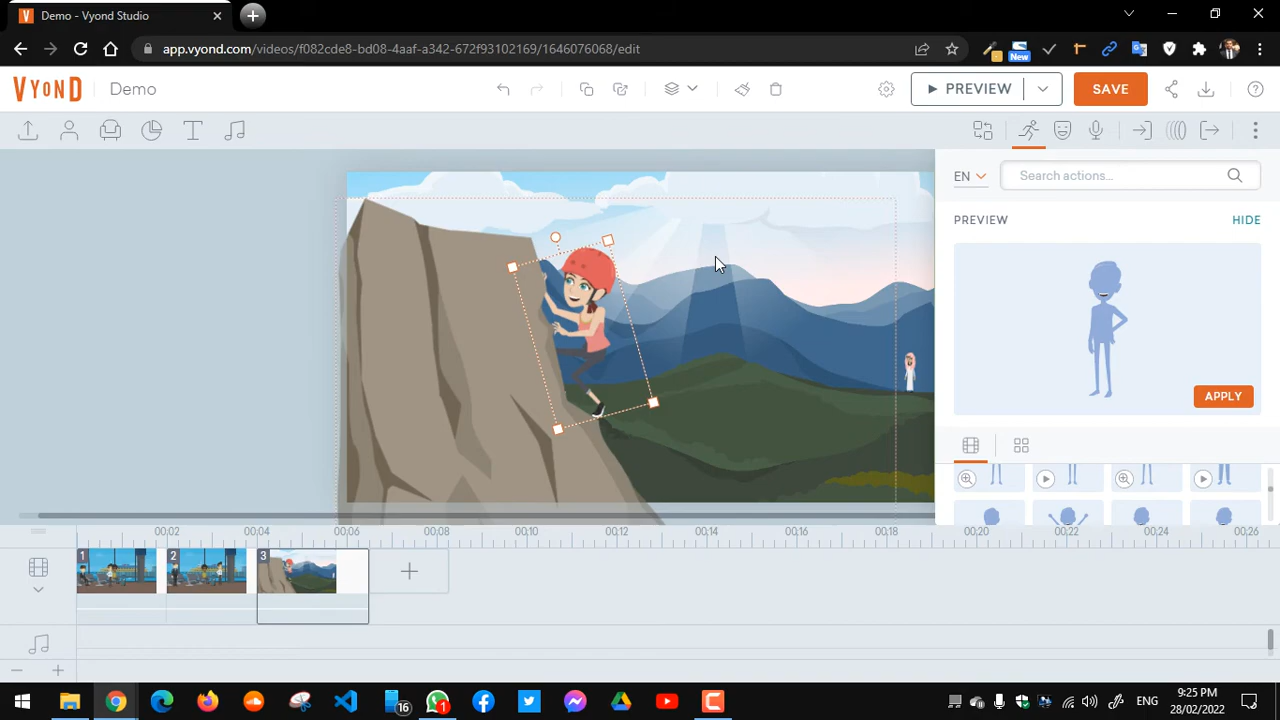 Demo - Vyond Studio
app.vyond.com/videos/f082cde8-bd08-4aaf-a342-672f93102169/1646076068/edit
New
VYOND
Demo
PREVIEW
SAVE
EN
Search actions...
PREVIEW
HIDE
APPLY
00:02
00:04
00:06
00:08
00:10
00:12
00:14
00:16
00:18
00:20
00:22
00:24
00:26
1
2
3
16
1
ENG
9:25 PM
28/02/2022